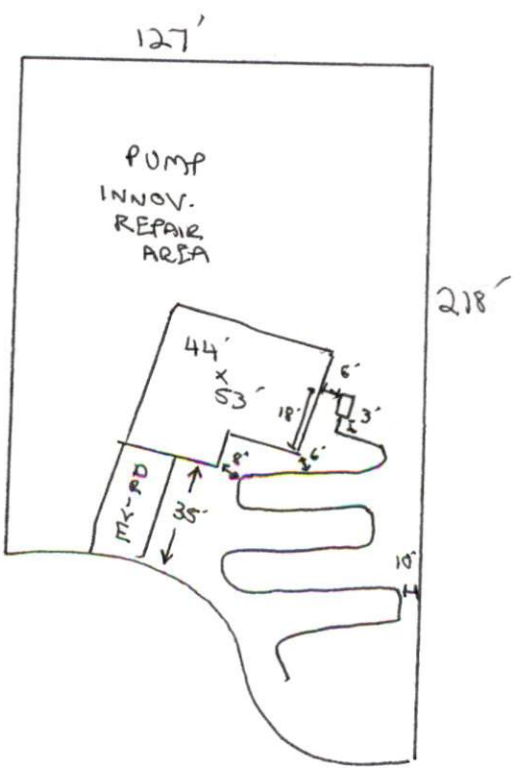 127'
PUMP
INNOV.
REPAIR
AREA
218'
44'
x
53'
6'
18'
3'
8'
6'
DRIVE
35'
10'